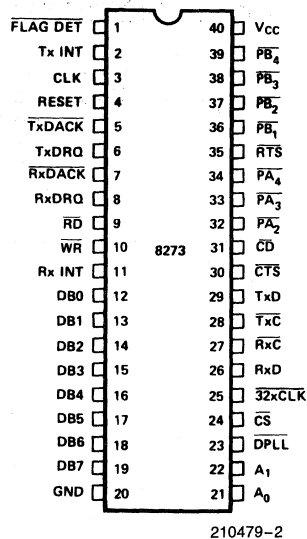 FLAG DET 1 40 VCC
Tx INT 2 39 PB4
CLK 3 38 PB3
RESET 4 37 PB2
TxDACK 5 36 PB1
TxDRQ 6 35 RTS
RxDACK 7 34 PA4
RxDRQ 8 33 PA3
RD 9 32 PA2
WR 10 8273 31 CD
Rx INT 11 30 CTS
DB0 12 29 TxD
DB1 13 28 TxC
DB2 14 27 RxC
DB3 15 26 RxD
DB4 16 25 32xCLK
DB5 17 24 CS
DB6 18 23 DPLL
DB7 19 22 A1
GND 20 21 A0
210479-2